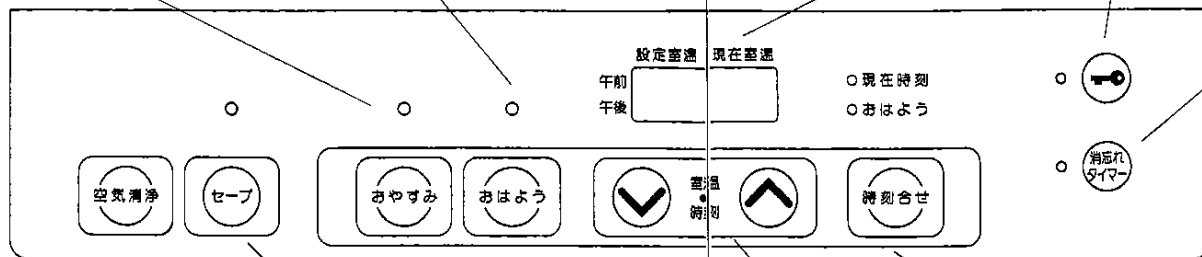 設定室温 現在室温
午前
午後
現在時刻
おはよう
消忘れ
タイマー
空気清浄
セーブ
おやすみ
おはよう
室温
時刻
時刻合せ